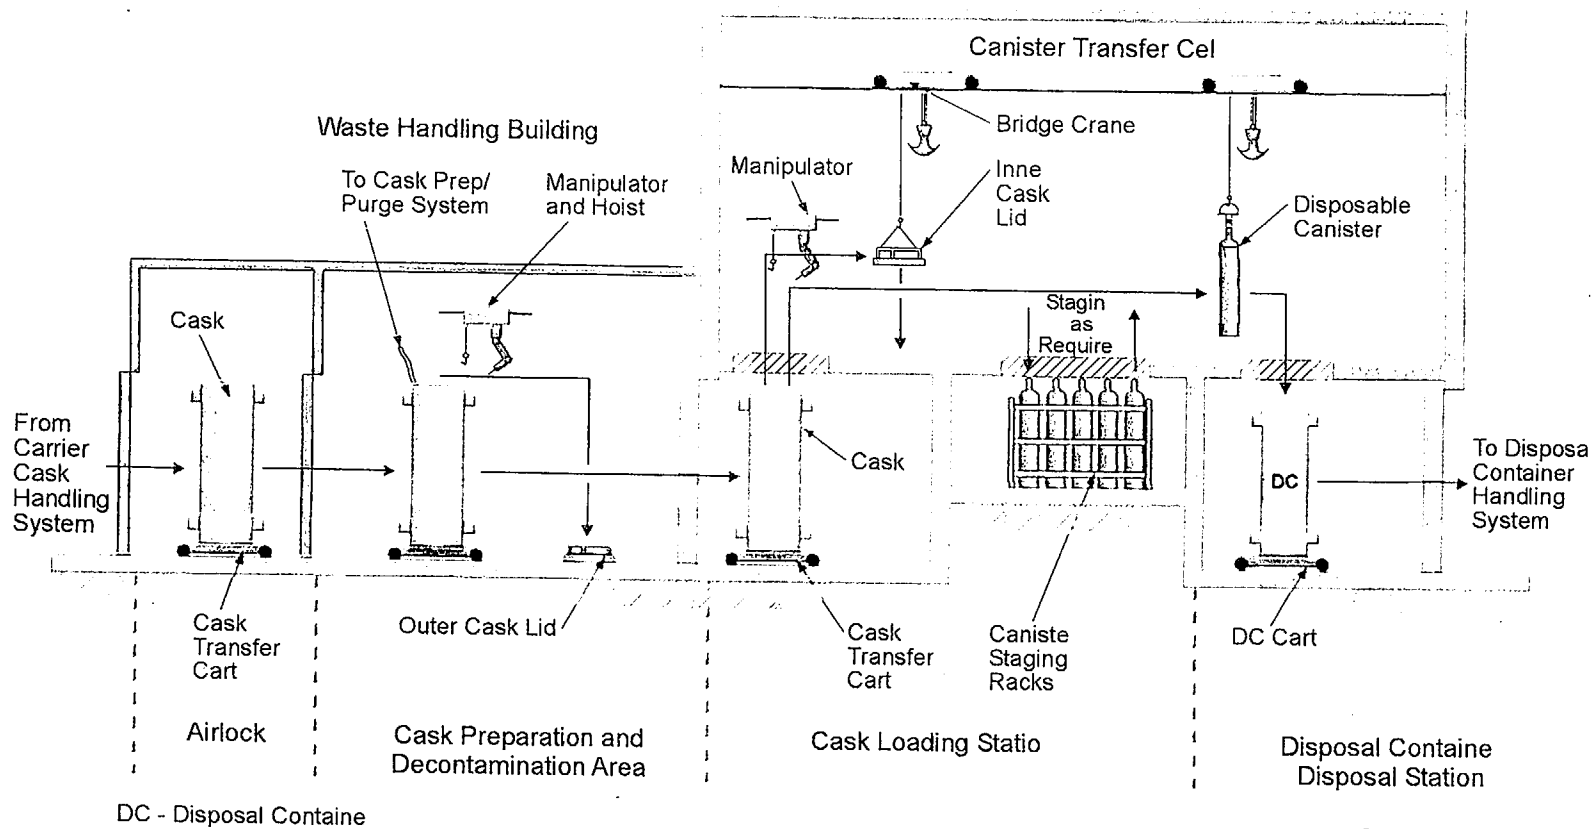 Canister Transfer Cel
Waste Handling Building
Bridge Crane
To Cask Prep/
Purge System
Manipulator
and Hoist
Manipulator
Inne
Cask
Lid
Disposable
Canister
Cask
Stagin
as
Require
From
Carrier
Cask
Handling
System
Cask
DC
To Disposa
Container
Handling
System
Cask
Transfer
Cart
Outer Cask Lid
Cask
Transfer
Cart
Caniste
Staging
Racks
DC Cart
Airlock
Cask Preparation and
Decontamination Area
Cask Loading Statio
Disposal Containe
Disposal Station
DC - Disposal Containe